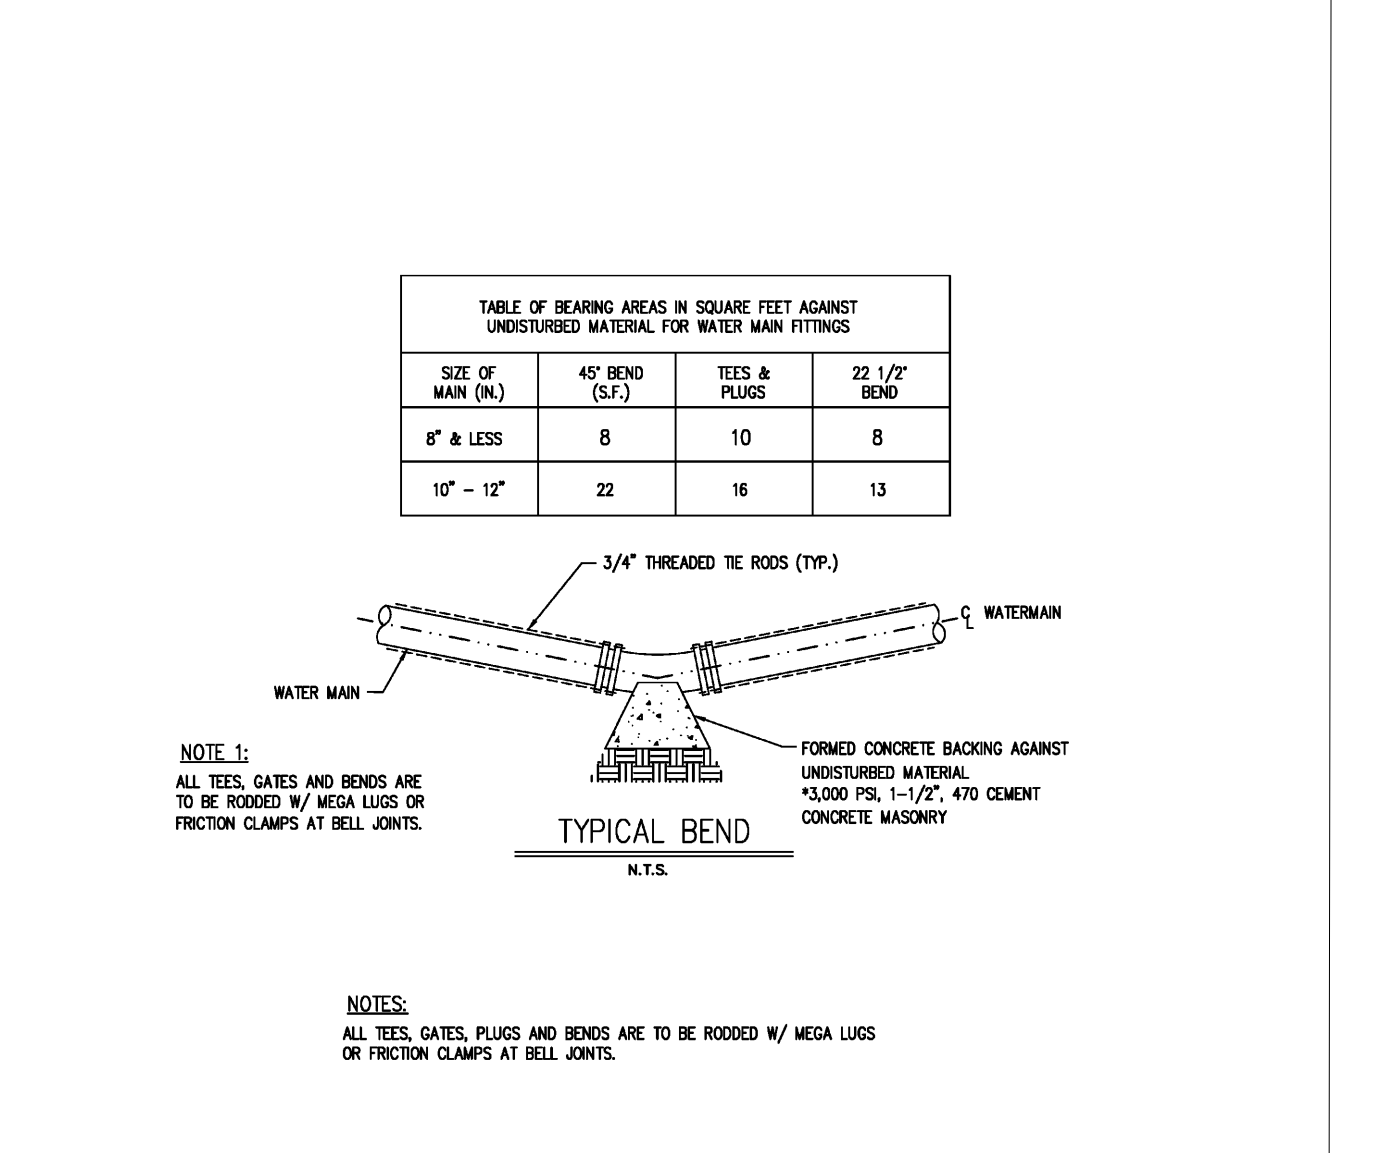 TABLE OF BEARING AREAS IN SQUARE FEET AGAINST
UNDISTURBED MATERIAL FOR WATER MAIN FITTINGS
SIZE OF MAIN (IN.) 45° BEND (S.F.) TEES & PLUGS 22 1/2° BEND
8" & LESS 8 10 8
10" – 12" 22 16 13
3/4" THREADED TIE RODS (TYP.)
CL WATERMAIN
WATER MAIN
FORMED CONCRETE BACKING AGAINST
UNDISTURBED MATERIAL
*3,000 PSI, 1–1/2", 470 CEMENT
CONCRETE MASONRY
NOTE 1:
ALL TEES, GATES AND BENDS ARE
TO BE RODDED W/ MEGA LUGS OR
FRICTION CLAMPS AT BELL JOINTS.
TYPICAL BEND
N.T.S.
NOTES:
ALL TEES, GATES, PLUGS AND BENDS ARE TO BE RODDED W/ MEGA LUGS
OR FRICTION CLAMPS AT BELL JOINTS.